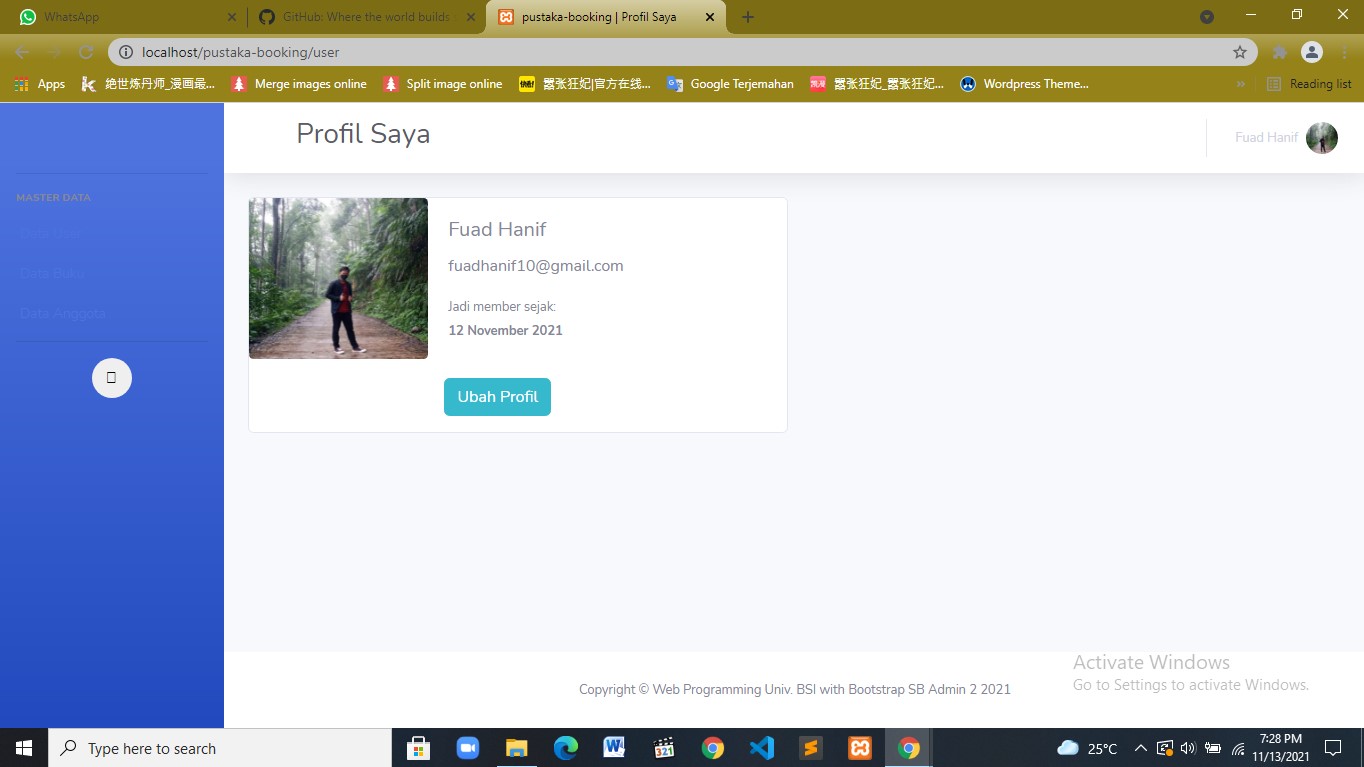 WhatsApp
GitHub: Where the world builds
pustaka-booking | Profil Saya
localhost/pustaka-booking/user
Apps
絶世炼丹师_漫画最...
Merge images online
Split image online
嚣张狂妃|官方在线...
Google Terjemahan
嚣张狂妃_嚣张狂妃...
Wordpress Theme...
»
Reading list
Profil Saya
Fuad Hanif
MASTER DATA
Data Buku
Data Anggota
Fuad Hanif
fuadhanif10@gmail.com
Jadi member sejak:
12 November 2021
Ubah Profil
Copyright © Web Programming Univ. BSI with Bootstrap SB Admin 2 2021
Activate Windows
Go to Settings to activate Windows.
Type here to search
321
25°C
7:28 PM
11/13/2021